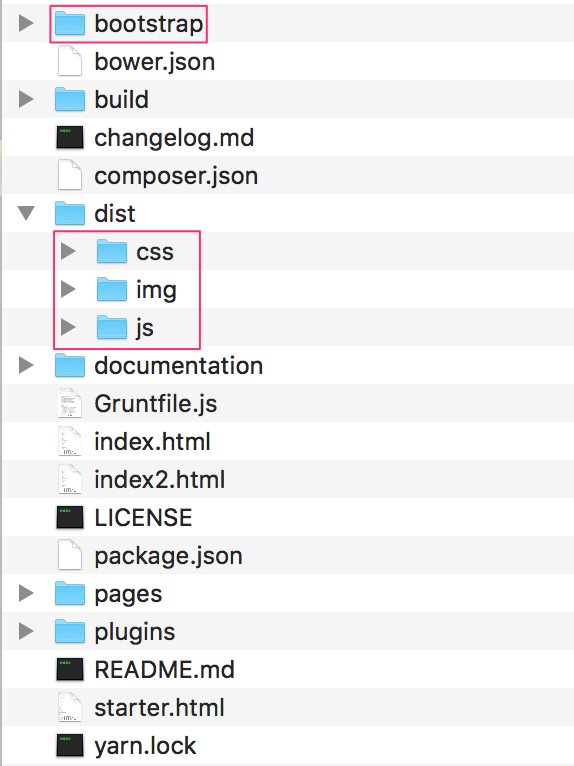 bootstrap
bower.json
build
changelog.md
composer.json
dist
css
img
js
documentation
Gruntfile.js
index.html
index2.html
LICENSE
package.json
pages
plugins
README.md
starter.html
yarn.lock